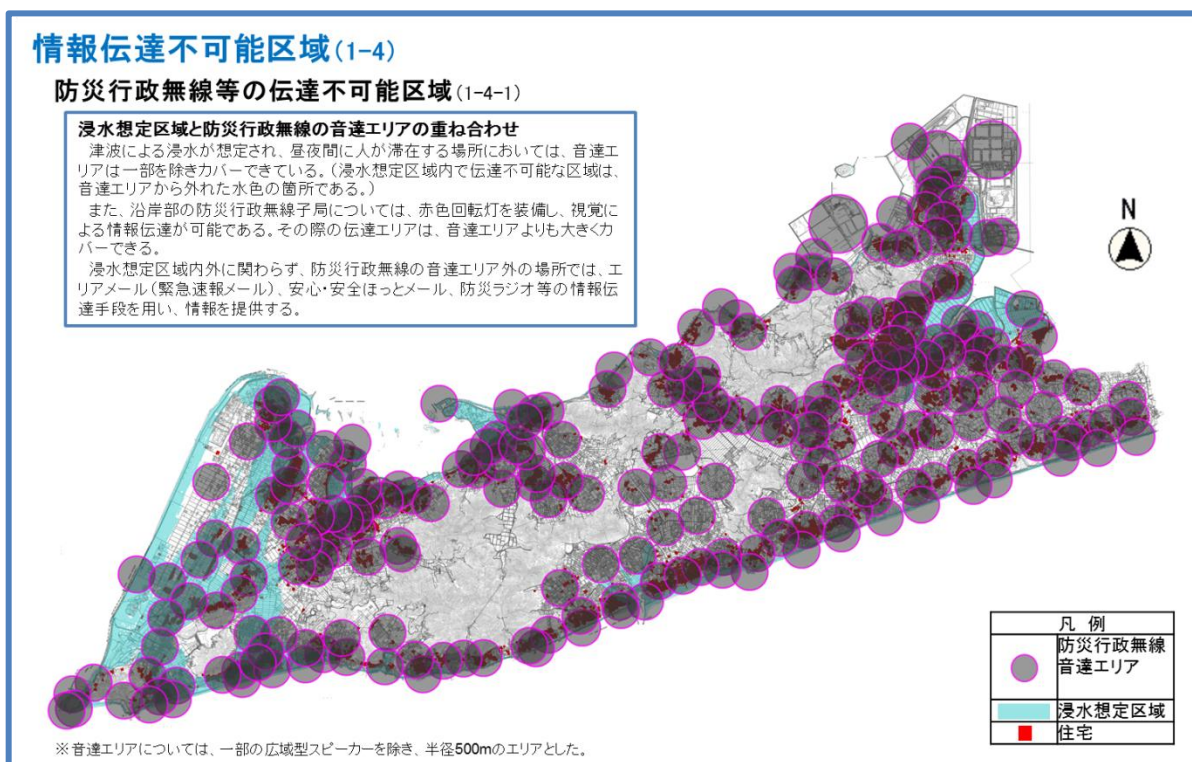 情報伝達不可能区域(1-4)
防災行政無線等の伝達不可能区域(1-4-1)
浸水想定区域と防災行政無線の音達エリアの重ね合わせ
津波による浸水が想定され、昼夜間に人が滞在する場所においては、音達エ
リアは一部を除きカバーできている。(浸水想定区域内で伝達不可能な区域は、
音達エリアから外れた水色の箇所である。)
また、沿岸部の防災行政無線子局については、赤色回転灯を装備し、視覚に
よる情報伝達が可能である。その際の伝達エリアは、音達エリアよりも大きくカ
バーできる。
浸水想定区域内外に関わらず、防災行政無線の音達エリア外の場所では、エ
リアメール(緊急速報メール)、安心・安全ほっとメール、防災ラジオ等の情報伝
達手段を用い、情報を提供する。
N
凡 例
防災行政無線
音達エリア
浸水想定区域
住宅
※音達エリアについては、一部の広域型スピーカーを除き、半径500mのエリアとした。